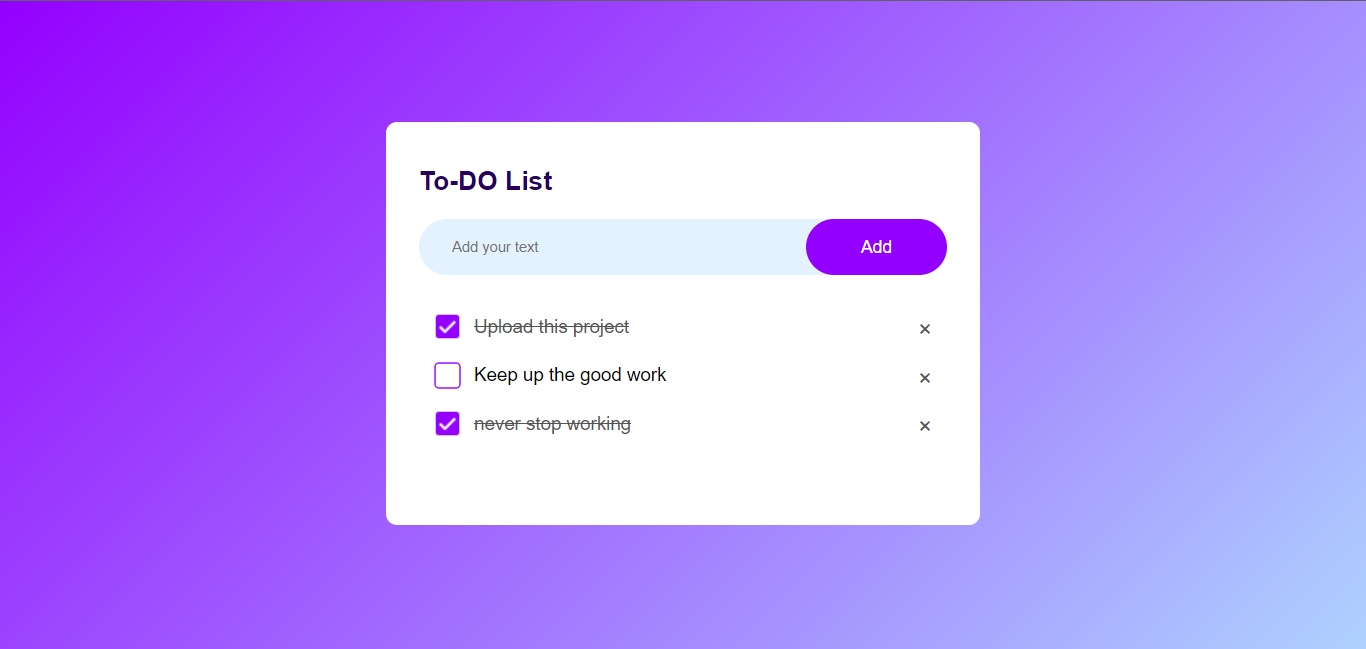 To-DO List
Add your text
Add
Upload this project
×
Keep up the good work
×
never stop working
×